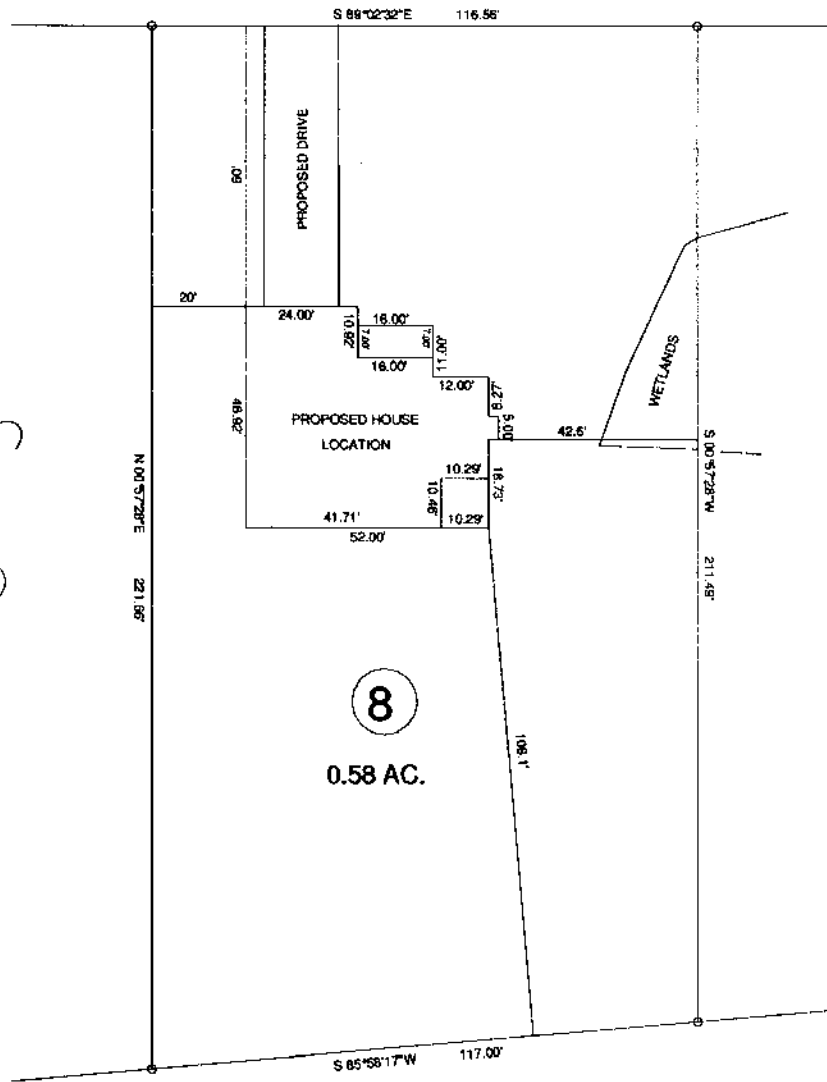 S 89°02'32"E 116.56'
PROPOSED DRIVE
60'
20'
24.00'
10.92'
16.00'
7.00'
7.00'
16.00'
11.00'
12.00'
8.27'
5.00'
WETLANDS
42.6'
PROPOSED HOUSE
LOCATION
46.92'
10.29'
10.46'
18.73'
41.71'
10.29'
52.00'
N 00°57'28"E 221.66'
S 00°57'28"W 211.48'
8
0.58 AC.
108.1'
S 85°58'17"W 117.00'